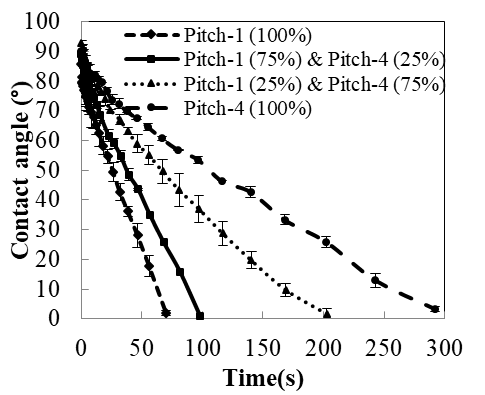 100
90
80
70
60
50
40
30
20
10
0
Contact angle (°)
Pitch-1 (100%)
Pitch-1 (75%) & Pitch-4 (25%)
Pitch-1 (25%) & Pitch-4 (75%)
Pitch-4 (100%)
0 50 100 150 200 250 300
Time(s)